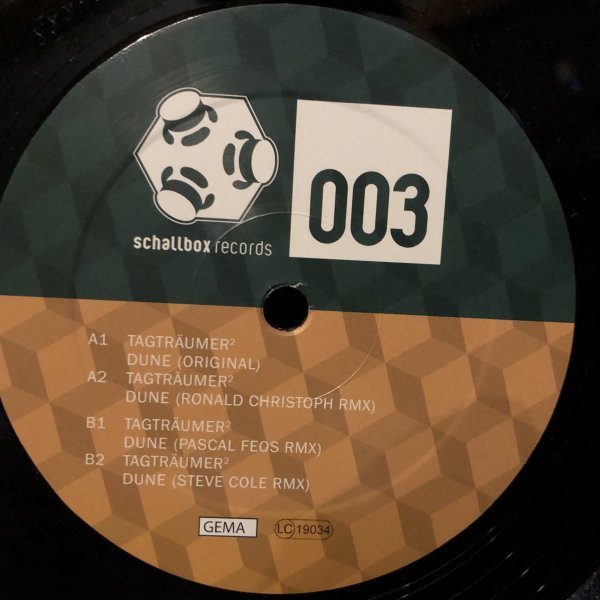 003
schallbox records
A1 TAGTRÄUMER²
DUNE (ORIGINAL)
A2 TAGTRÄUMER²
DUNE (RONALD CHRISTOPH RMX)
B1 TAGTRÄUMER²
DUNE (PASCAL FEOS RMX)
B2 TAGTRÄUMER²
DUNE (STEVE COLE RMX)
GEMA LC 19034